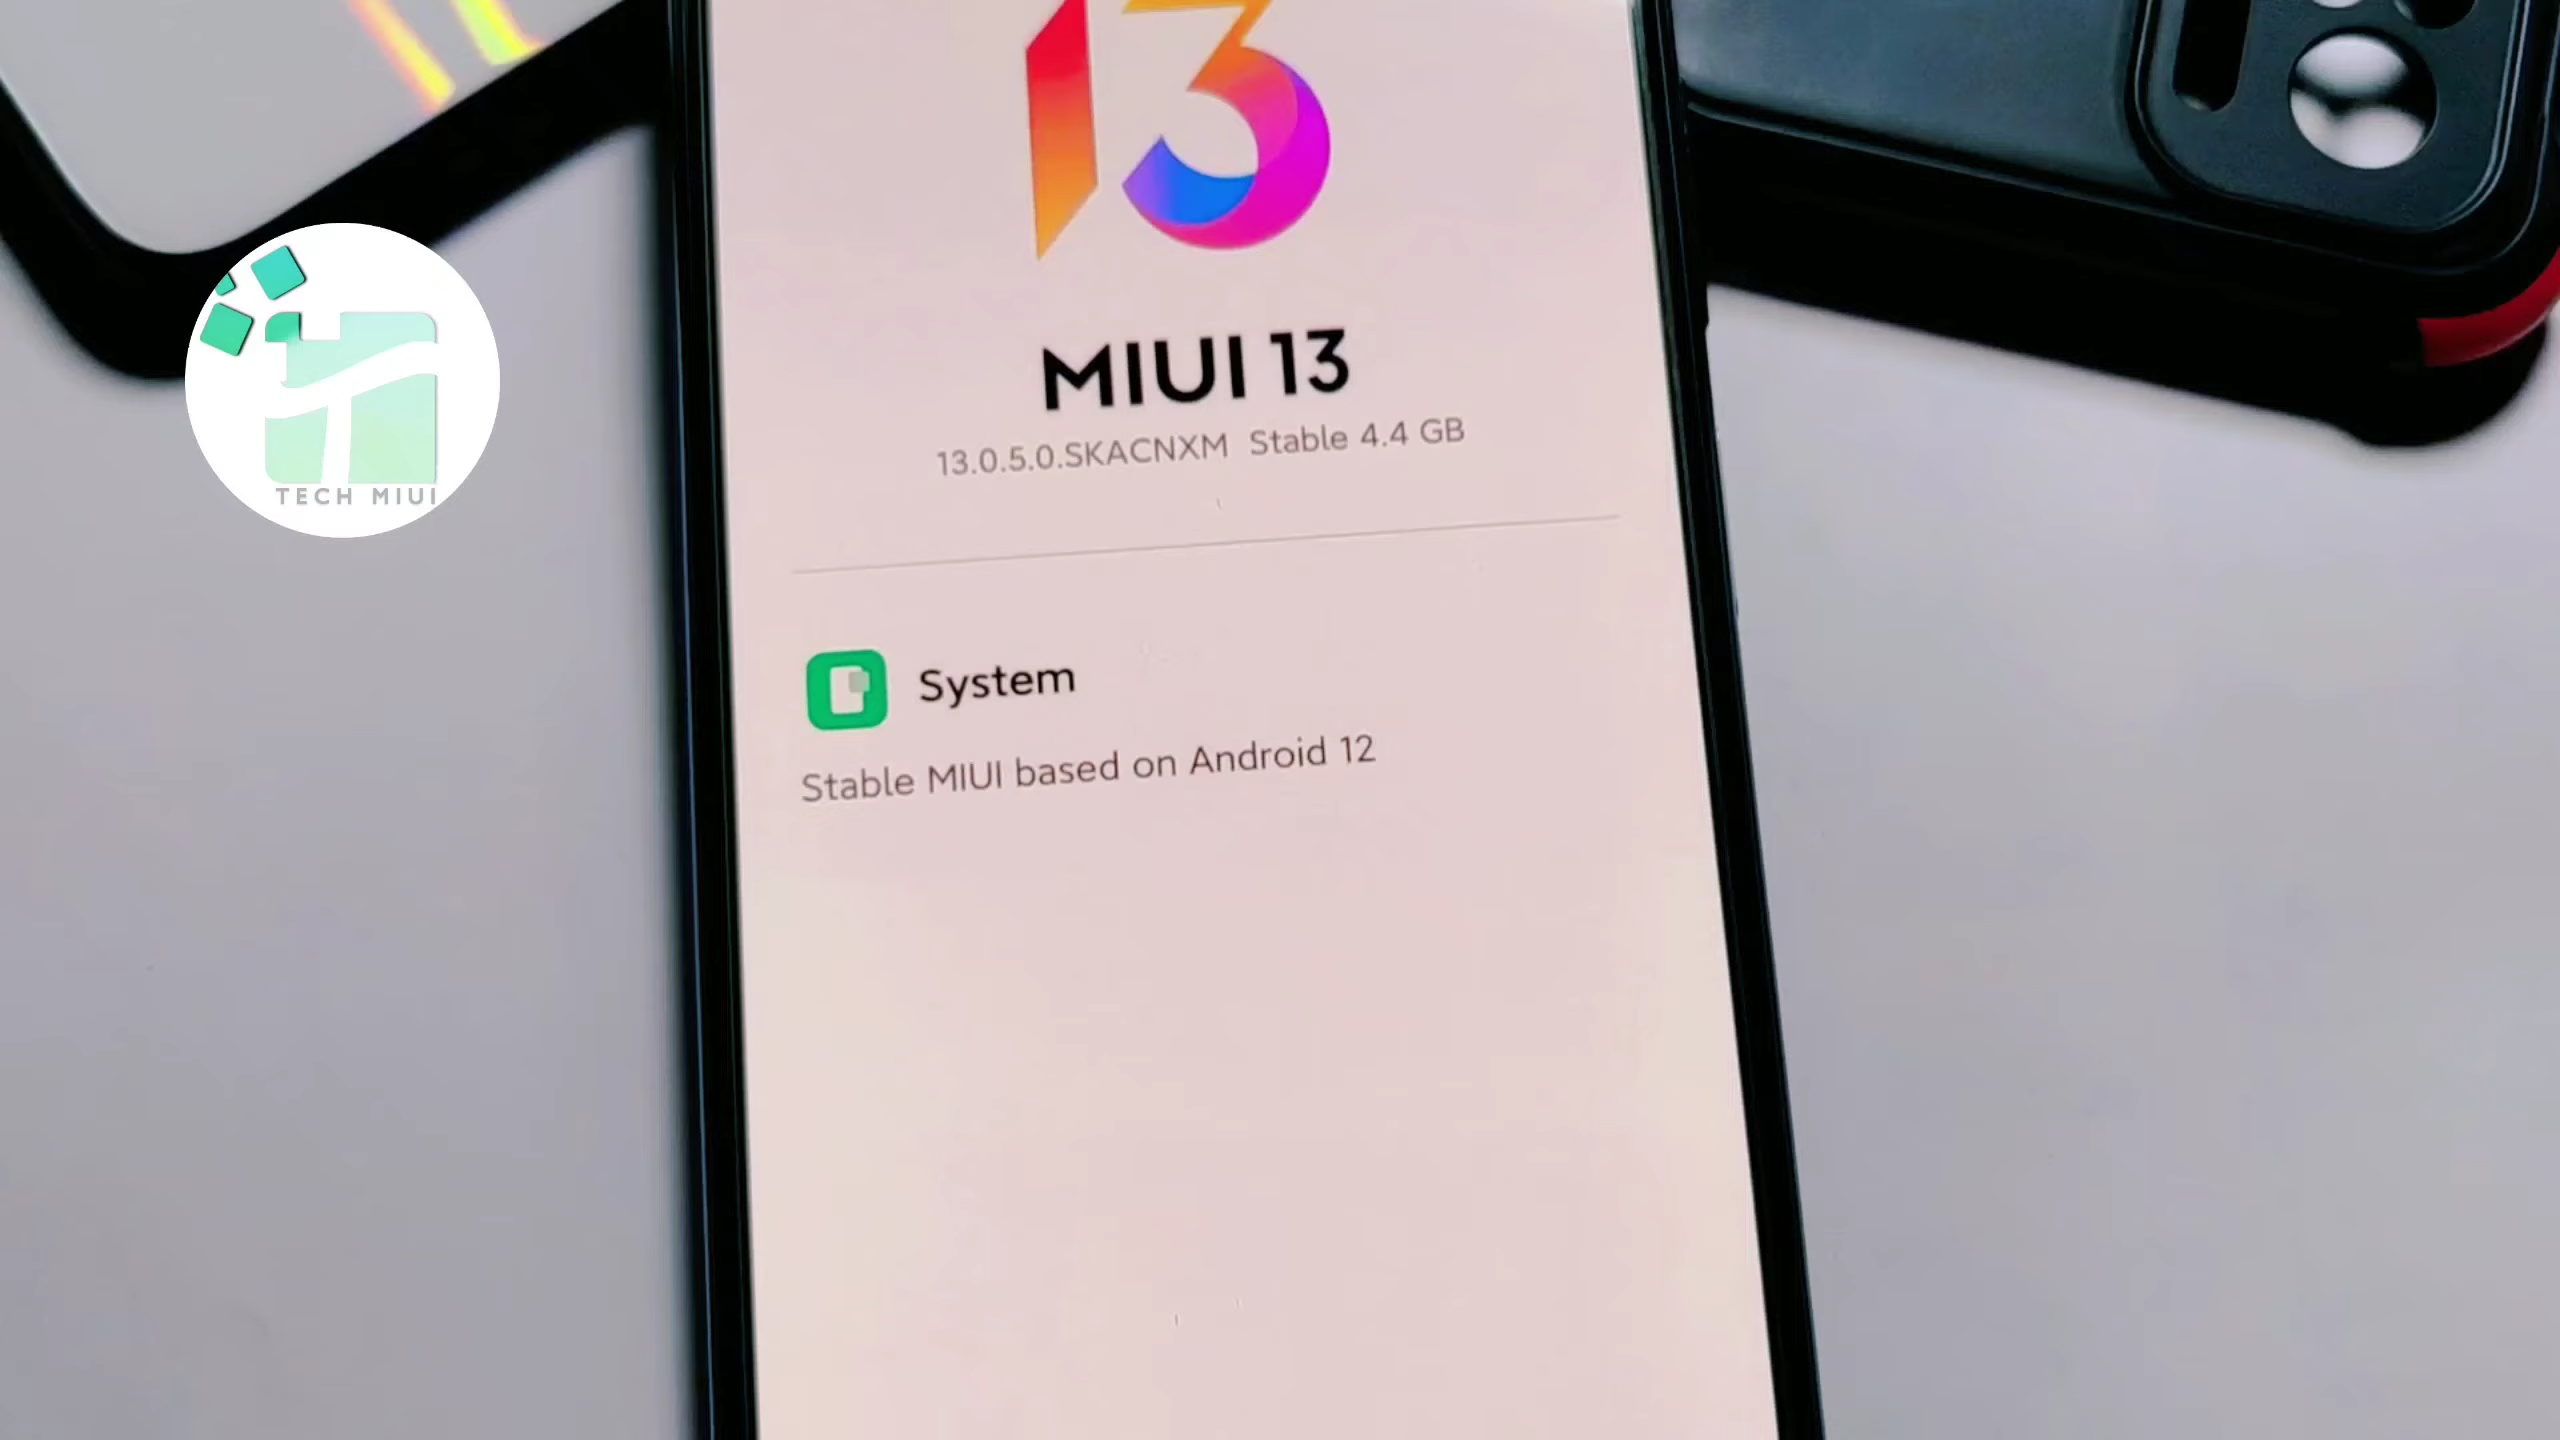 13
MIUI 13
13.0.5.0.SKACNXM Stable 4.4 GB
TECH MIUI
System
Stable MIUI based on Android 12